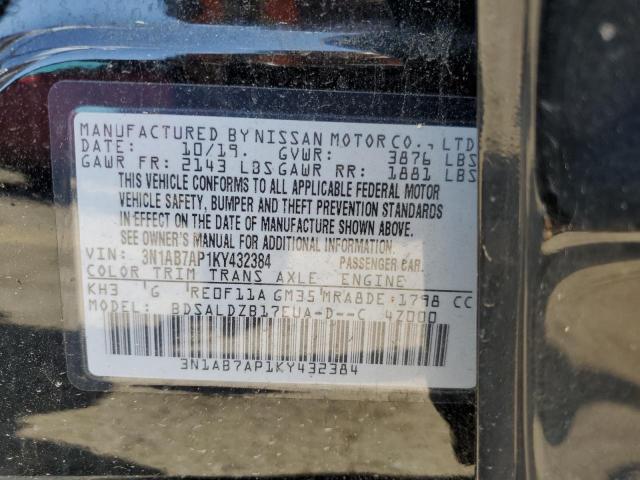 MANUFACTURED BY NISSAN MOTOR CO., LTD
DATE: 10/19. GVWR: 3876 LBS
GAWR FR: 2143 LBS GAWR RR: 1881 LBS
THIS VEHICLE CONFORMS TO ALL APPLICABLE FEDERAL MOTOR
VEHICLE SAFETY, BUMPER AND THEFT PREVENTION STANDARDS
IN EFFECT ON THE DATE OF MANUFACTURE SHOWN ABOVE.
SEE OWNER'S MANUAL FOR ADDITIONAL INFORMATION.
VIN: 3N1AB7AP1KY432384 PASSENGER CAR.
COLOR TRIM TRANS AXLE ENGINE
KH3 G RE0F11A GM35 MRA8DE:1798 CC
MODEL: BDSALDZB17EUA-D--C 4Z000
3N1AB7AP1KY432384